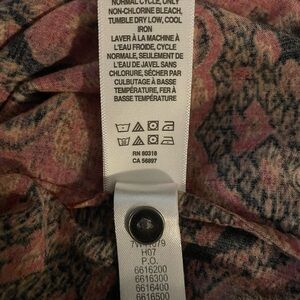 NORMAL CYCLE, ONLY
NON-CHLORINE BLEACH,
TUMBLE DRY LOW, COOL
IRON
LAVER À LA MACHINE À
L'EAU FROIDE, CYCLE
NORMALE, SEULEMENT DE
L'EAU DE JAVEL SANS
CHLORURE, SÉCHER PAR
CULBUTAGE À BASSE
TEMPÉRATURE, FER À
BASSE TEMPÉRATURE
RN 80318
CA 56897
H07
P.O.
6616200
6616300
6616400
6616500